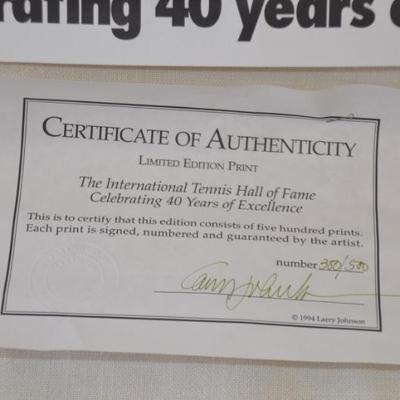 rating 40 years
CERTIFICATE OF AUTHENTICITY
LIMITED EDITION PRINT
The International Tennis Hall of Fame
Celebrating 40 Years of Excellence
This is to certify that this edition consists of five hundred prints.
Each print is signed, numbered and guaranteed by the artist.
number 380/500
© 1994 Larry Johnson